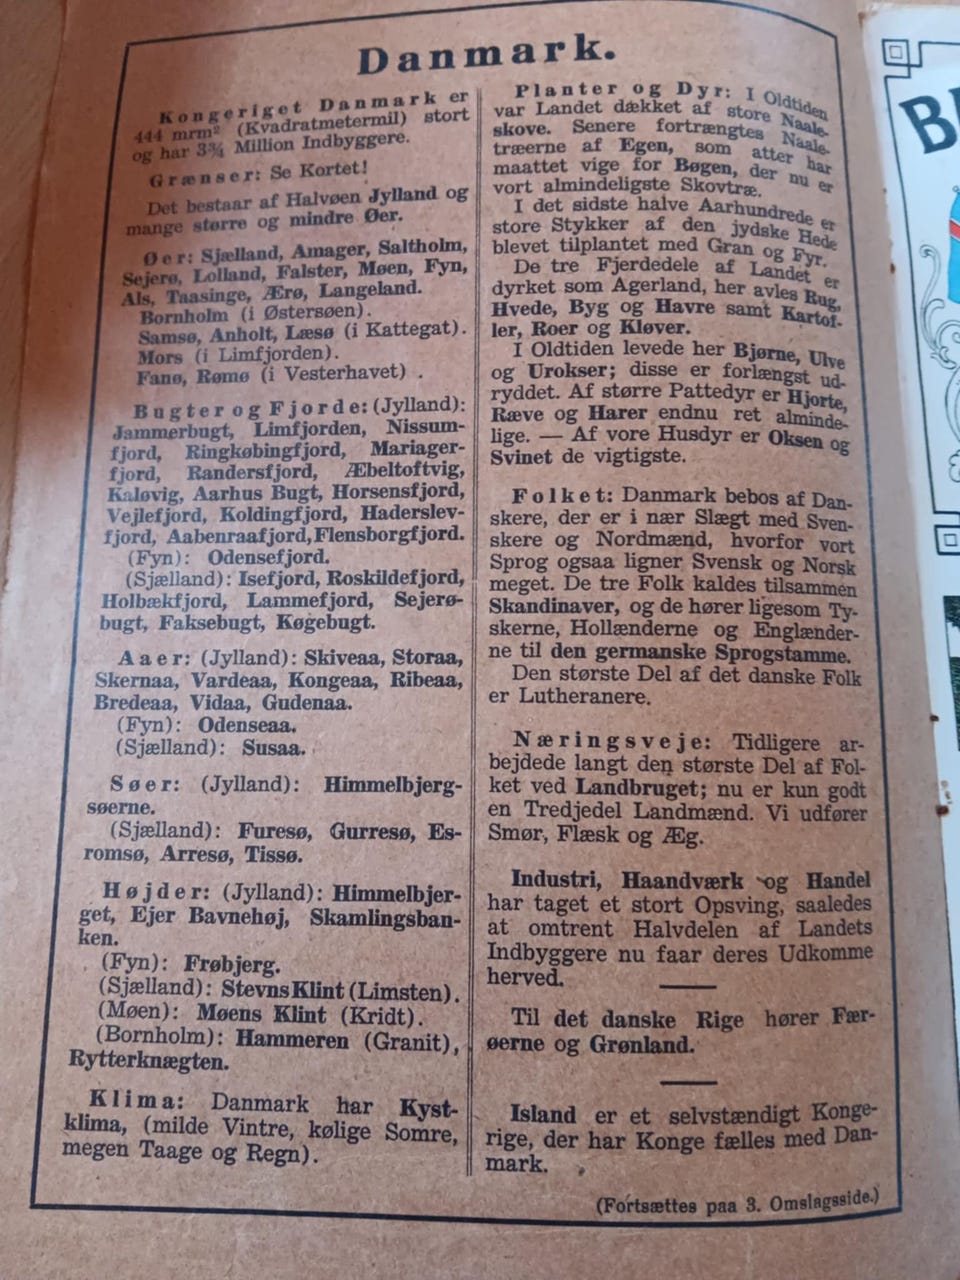 Danmark.
Kongeriget Danmark er
444 mrm² (Kvadratmetermil) stort
og har 3¾ Million Indbyggere.
Grænser: Se Kortet!
Det bestaar af Halvøen Jylland og
mange større og mindre Øer.
Øer: Sjælland, Amager, Saltholm,
Sejerø, Lolland, Falster, Møen, Fyn,
Als, Taasinge, Ærø, Langeland.
Bornholm (i Østersøen).
Samsø, Anholt, Læsø (i Kattegat).
Mors (i Limfjorden).
Fanø, Rømø (i Vesterhavet) .
Bugter og Fjorde: (Jylland):
Jammerbugt, Limfjorden, Nissum-
fjord, Ringkøbingfjord, Mariager-
fjord, Randersfjord, Æbeltoftvig,
Kaløvig, Aarhus Bugt, Horsensfjord,
Vejlefjord, Koldingfjord, Haderslev-
fjord, Aabenraafjord, Flensborgfjord.
(Fyn): Odensefjord.
(Sjælland): Isefjord, Roskildefjord,
Holbækfjord, Lammefjord, Sejerø-
bugt, Faksebugt, Køgebugt.
Aaer: (Jylland): Skiveaa, Storaa,
Skernaa, Vardeaa, Kongeaa, Ribeaa,
Bredeaa, Vidaa, Gudenaa.
(Fyn): Odenseaa.
(Sjælland): Susaa.
Søer: (Jylland): Himmelbjerg-
søerne.
(Sjælland): Furesø, Gurresø, Es-
romsø, Arresø, Tissø.
Højder: (Jylland): Himmelbjer-
get, Ejer Bavnehøj, Skamlingsban-
ken.
(Fyn): Frøbjerg.
(Sjælland): Stevns Klint (Limsten).
(Møen): Møens Klint (Kridt).
(Bornholm): Hammeren (Granit),
Rytterknægten.
Klima: Danmark har Kyst-
klima, (milde Vintre, kølige Somre,
megen Taage og Regn).
Planter og Dyr: I Oldtiden
var Landet dækket af store Naale-
skove. Senere fortrængtes Naale-
træerne af Egen, som atter har
maattet vige for Bøgen, der nu er
vort almindeligste Skovtræ.
I det sidste halve Aarhundrede er
store Stykker af den jydske Hede
blevet tilplantet med Gran og Fyr.
De tre Fjerdedele af Landet er
dyrket som Agerland, her avles Rug,
Hvede, Byg og Havre samt Kartof-
ler, Roer og Kløver.
I Oldtiden levede her Bjørne, Ulve
og Urokser; disse er forlængst ud-
ryddet. Af større Pattedyr er Hjorte,
Ræve og Harer endnu ret alminde-
lige. — Af vore Husdyr er Oksen og
Svinet de vigtigste.
Folket: Danmark bebos af Dan-
skere, der er i nær Slægt med Sven-
skere og Nordmænd, hvorfor vort
Sprog ogsaa ligner Svensk og Norsk
meget. De tre Folk kaldes tilsammen
Skandinaver, og de hører ligesom Ty-
skerne, Hollænderne og Englænder-
ne til den germanske Sprogstamme.
Den største Del af det danske Folk
er Lutheranere.
Næringsveje: Tidligere ar-
bejdede langt den største Del af Fol-
ket ved Landbruget; nu er kun godt
en Tredjedel Landmænd. Vi udfører
Smør, Flæsk og Æg.
Industri, Haandværk og Handel
har taget et stort Opsving, saaledes
at omtrent Halvdelen af Landets
Indbyggere nu faar deres Udkomme
herved.
Til det danske Rige hører Fær-
øerne og Grønland.
Island er et selvstændigt Konge-
rige, der har Konge fælles med Dan-
mark.
(Fortsættes paa 3. Omslagsside.)